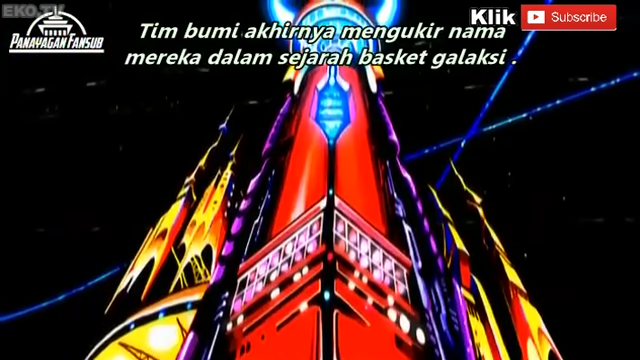 EKO.TV
PANAYAGAN FANSUB
Klik Subscribe
Tim bumi akhirnya mengukir nama
mereka dalam sejarah basket galaksi .